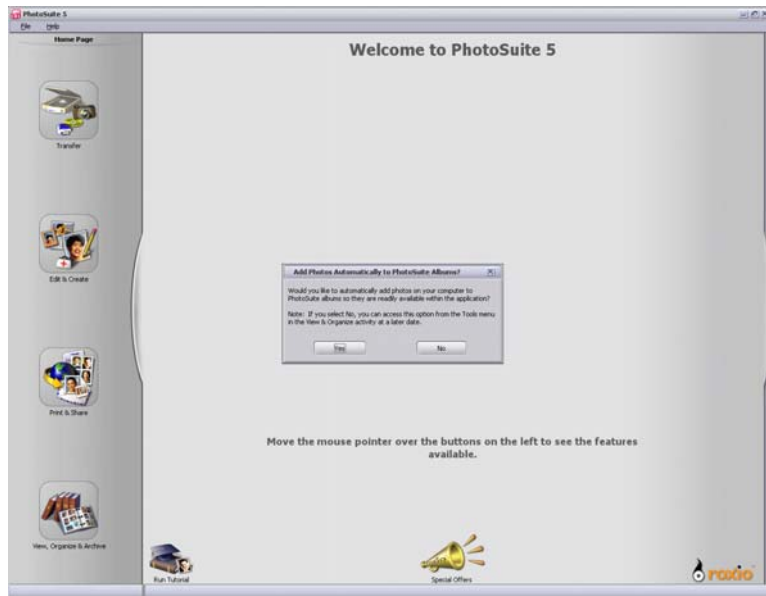 PhotoSuite 5
File Help
Home Page
Welcome to PhotoSuite 5
Transfer
Edit & Create
Add Photos Automatically to PhotoSuite Albums?
Would you like to automatically add photos on your computer to
PhotoSuite albums so they are readily available within the application?
Note: If you select No, you can access this option from the Tools menu
in the View & Organize activity at a later date.
Yes No
Print & Share
Move the mouse pointer over the buttons on the left to see the features
available.
View, Organize & Archive
Run Tutorial
Special Offers
roxio